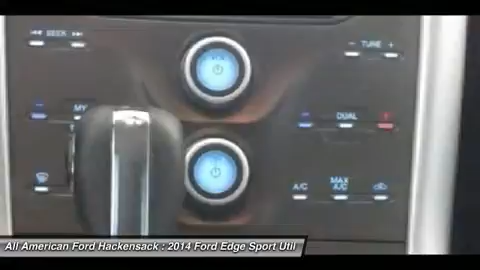 SEEK
TUNE
MY
DUAL
A/C
MAX
A/C
All American Ford Hackensack : 2014 Ford Edge Sport Util